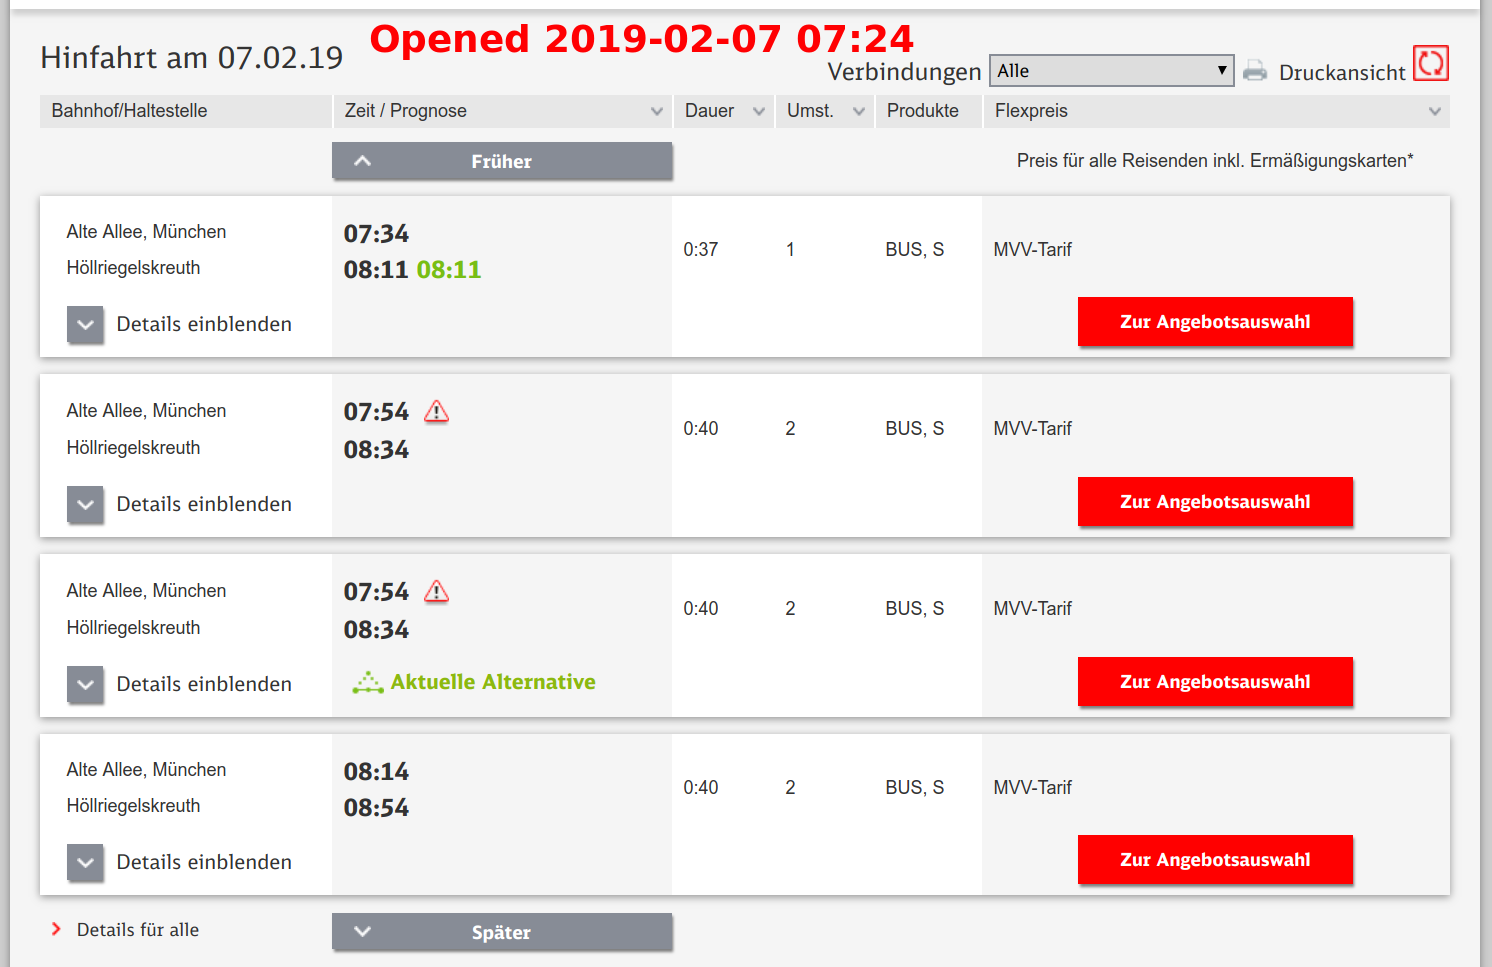 Opened 2019-02-07 07:24
Hinfahrt am 07.02.19
Verbindungen Alle Druckansicht
Bahnhof/Haltestelle Zeit / Prognose Dauer Umst. Produkte Flexpreis
Früher Preis für alle Reisenden inkl. Ermäßigungskarten*
Alte Allee, München 07:34
0:37 1 BUS, S MVV-Tarif
Höllriegelskreuth 08:11 08:11
Details einblenden Zur Angebotsauswahl
Alte Allee, München 07:54
0:40 2 BUS, S MVV-Tarif
Höllriegelskreuth 08:34
Details einblenden Zur Angebotsauswahl
Alte Allee, München 07:54
0:40 2 BUS, S MVV-Tarif
Höllriegelskreuth 08:34
Details einblenden Aktuelle Alternative Zur Angebotsauswahl
Alte Allee, München 08:14
0:40 2 BUS, S MVV-Tarif
Höllriegelskreuth 08:54
Details einblenden Zur Angebotsauswahl
Details für alle Später